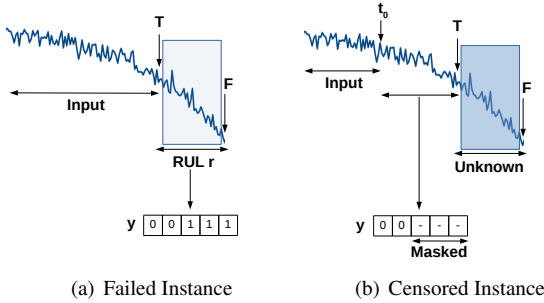 T
F
Input
RUL r
y 0 0 1 1 1
(a) Failed Instance
t0
T
F
Input
Unknown
y 0 0 - - -
Masked
(b) Censored Instance